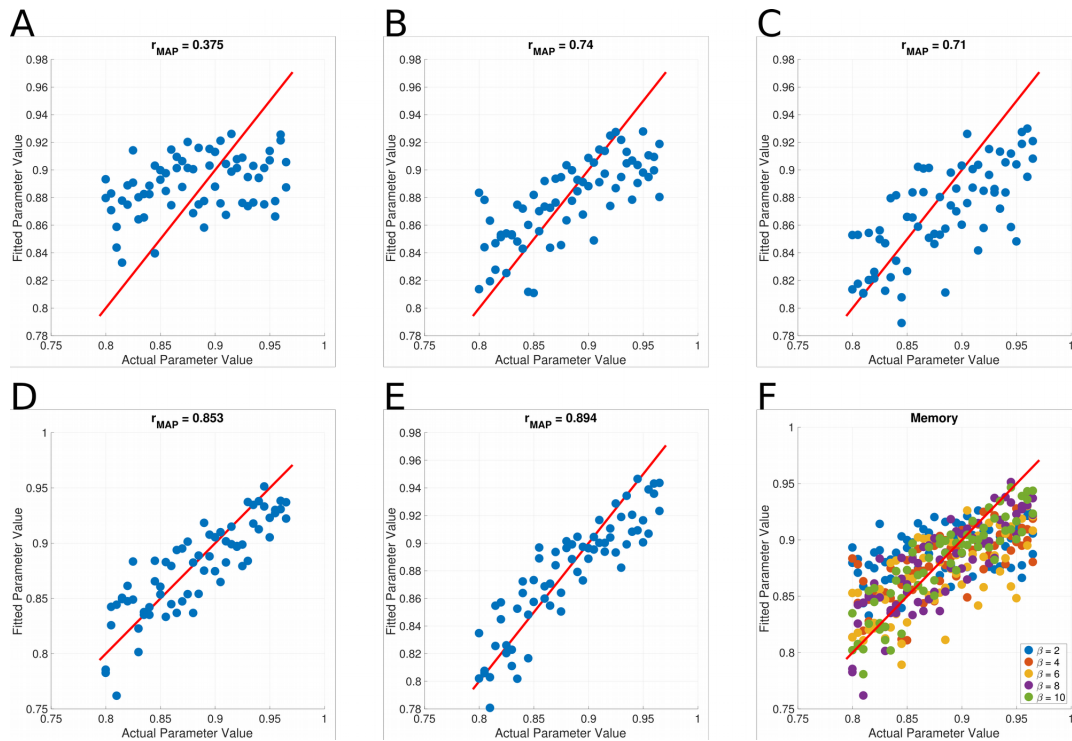 A
r_MAP = 0.375
Fitted Parameter Value
0.98
0.96
0.94
0.92
0.9
0.88
0.86
0.84
0.82
0.8
0.78
0.75 0.8 0.85 0.9 0.95 1
Actual Parameter Value
B
r_MAP = 0.74
Fitted Parameter Value
0.98
0.96
0.94
0.92
0.9
0.88
0.86
0.84
0.82
0.8
0.78
0.75 0.8 0.85 0.9 0.95 1
Actual Parameter Value
C
r_MAP = 0.71
Fitted Parameter Value
0.98
0.96
0.94
0.92
0.9
0.88
0.86
0.84
0.82
0.8
0.78
0.75 0.8 0.85 0.9 0.95 1
Actual Parameter Value
D
r_MAP = 0.853
Fitted Parameter Value
1
0.95
0.9
0.85
0.8
0.75
0.75 0.8 0.85 0.9 0.95 1
Actual Parameter Value
E
r_MAP = 0.894
Fitted Parameter Value
0.98
0.96
0.94
0.92
0.9
0.88
0.86
0.84
0.82
0.8
0.78
0.75 0.8 0.85 0.9 0.95 1
Actual Parameter Value
F
Memory
Fitted Parameter Value
1
0.95
0.9
0.85
0.8
0.75
0.75 0.8 0.85 0.9 0.95 1
Actual Parameter Value
β = 2
β = 4
β = 6
β = 8
β = 10